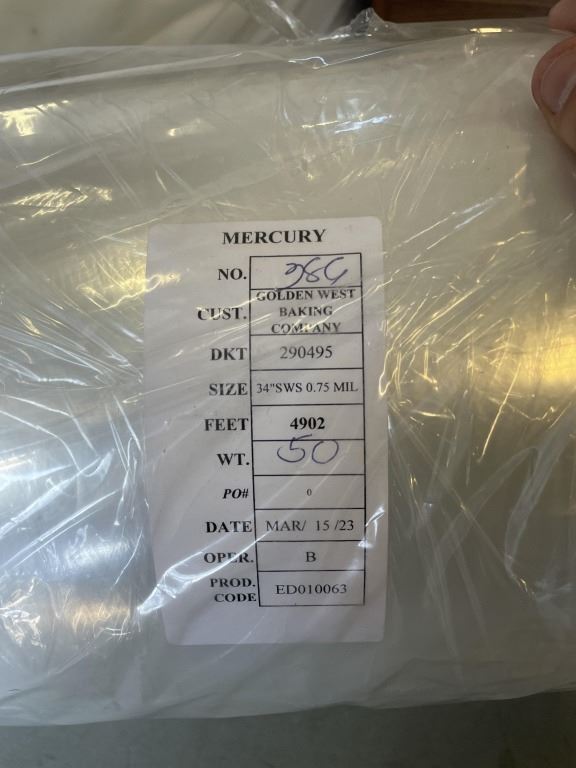 MERCURY
NO. 386
CUST. GOLDEN WEST
BAKING
COMPANY
DKT 290495
SIZE 34"SWS 0.75 MIL
FEET 4902
WT. 50
PO# 0
DATE MAR/ 15 /23
OPER. B
PROD.
CODE ED010063